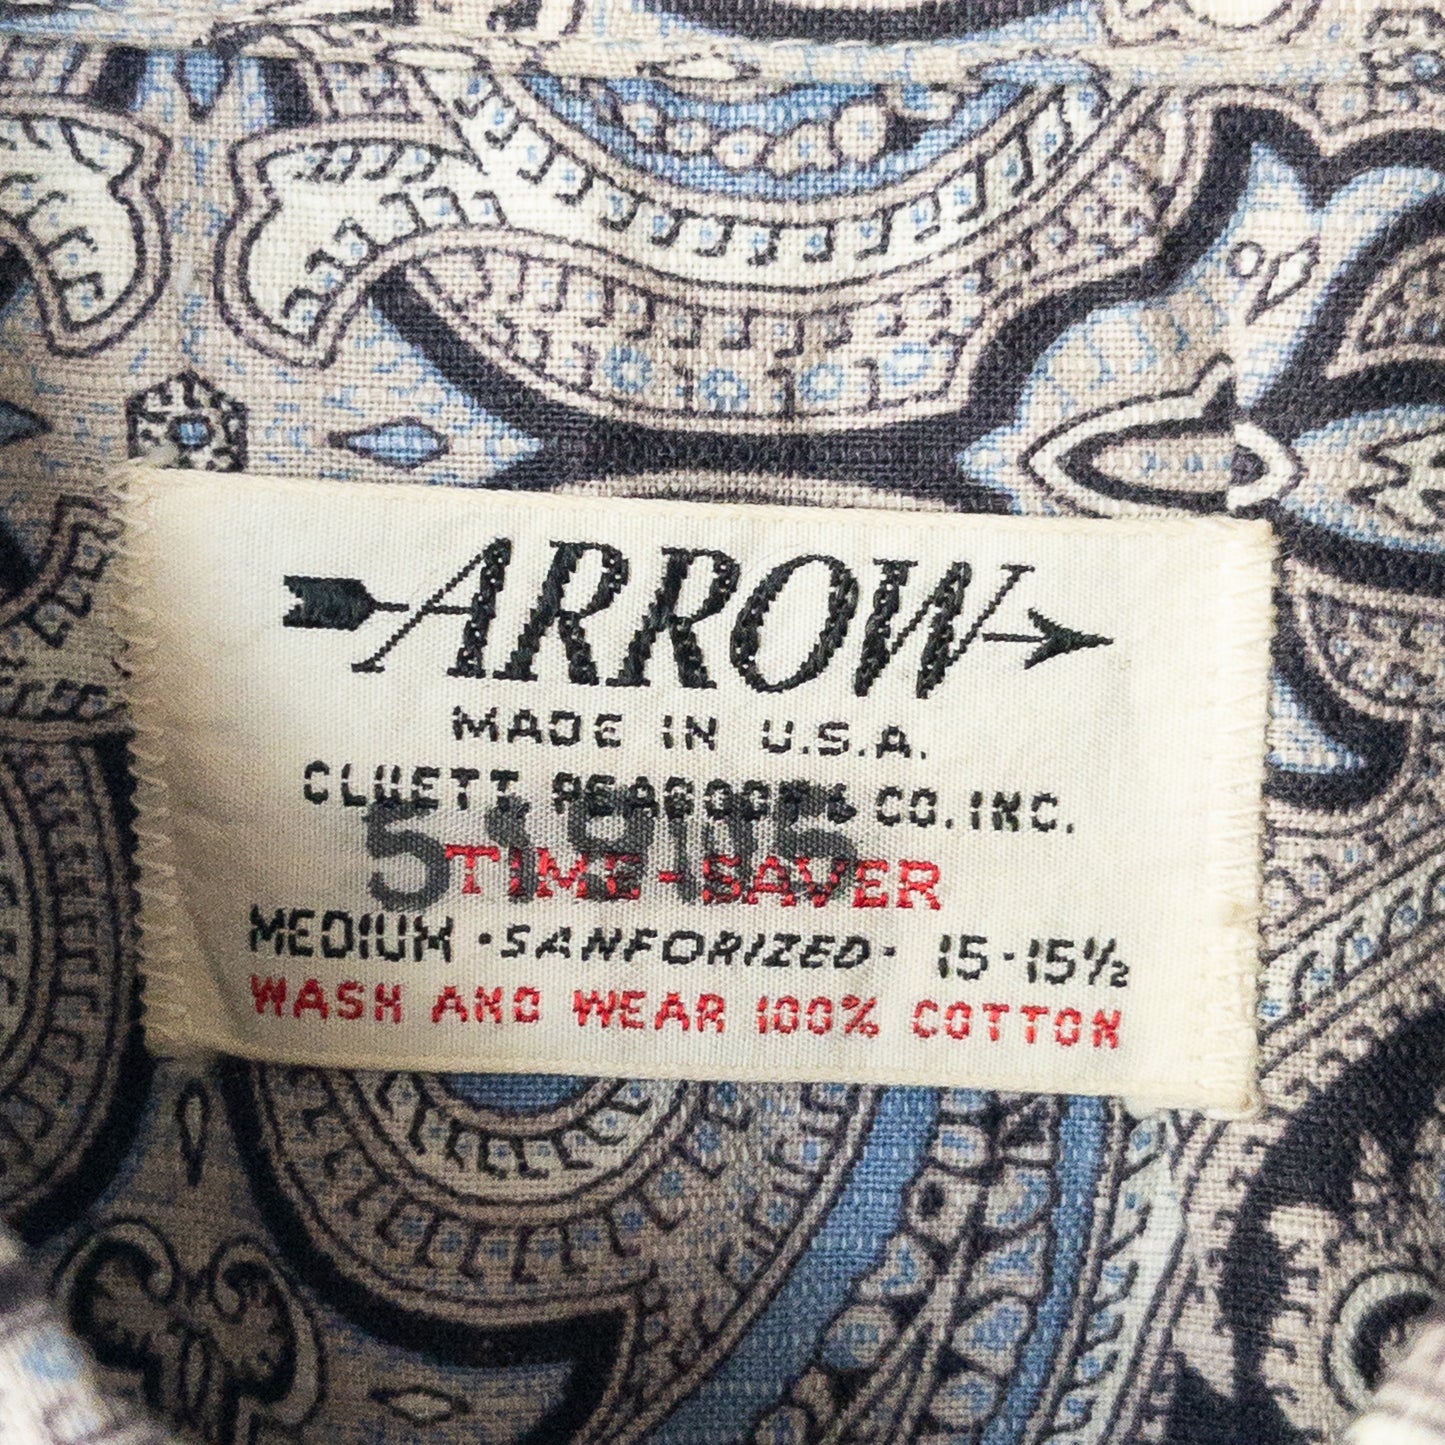 ARROW
MADE IN U.S.A.
CLUETT PEABODY & CO. INC.
TIME-SAVER
MEDIUM · SANFORIZED · 15-15½
WASH AND WEAR 100% COTTON